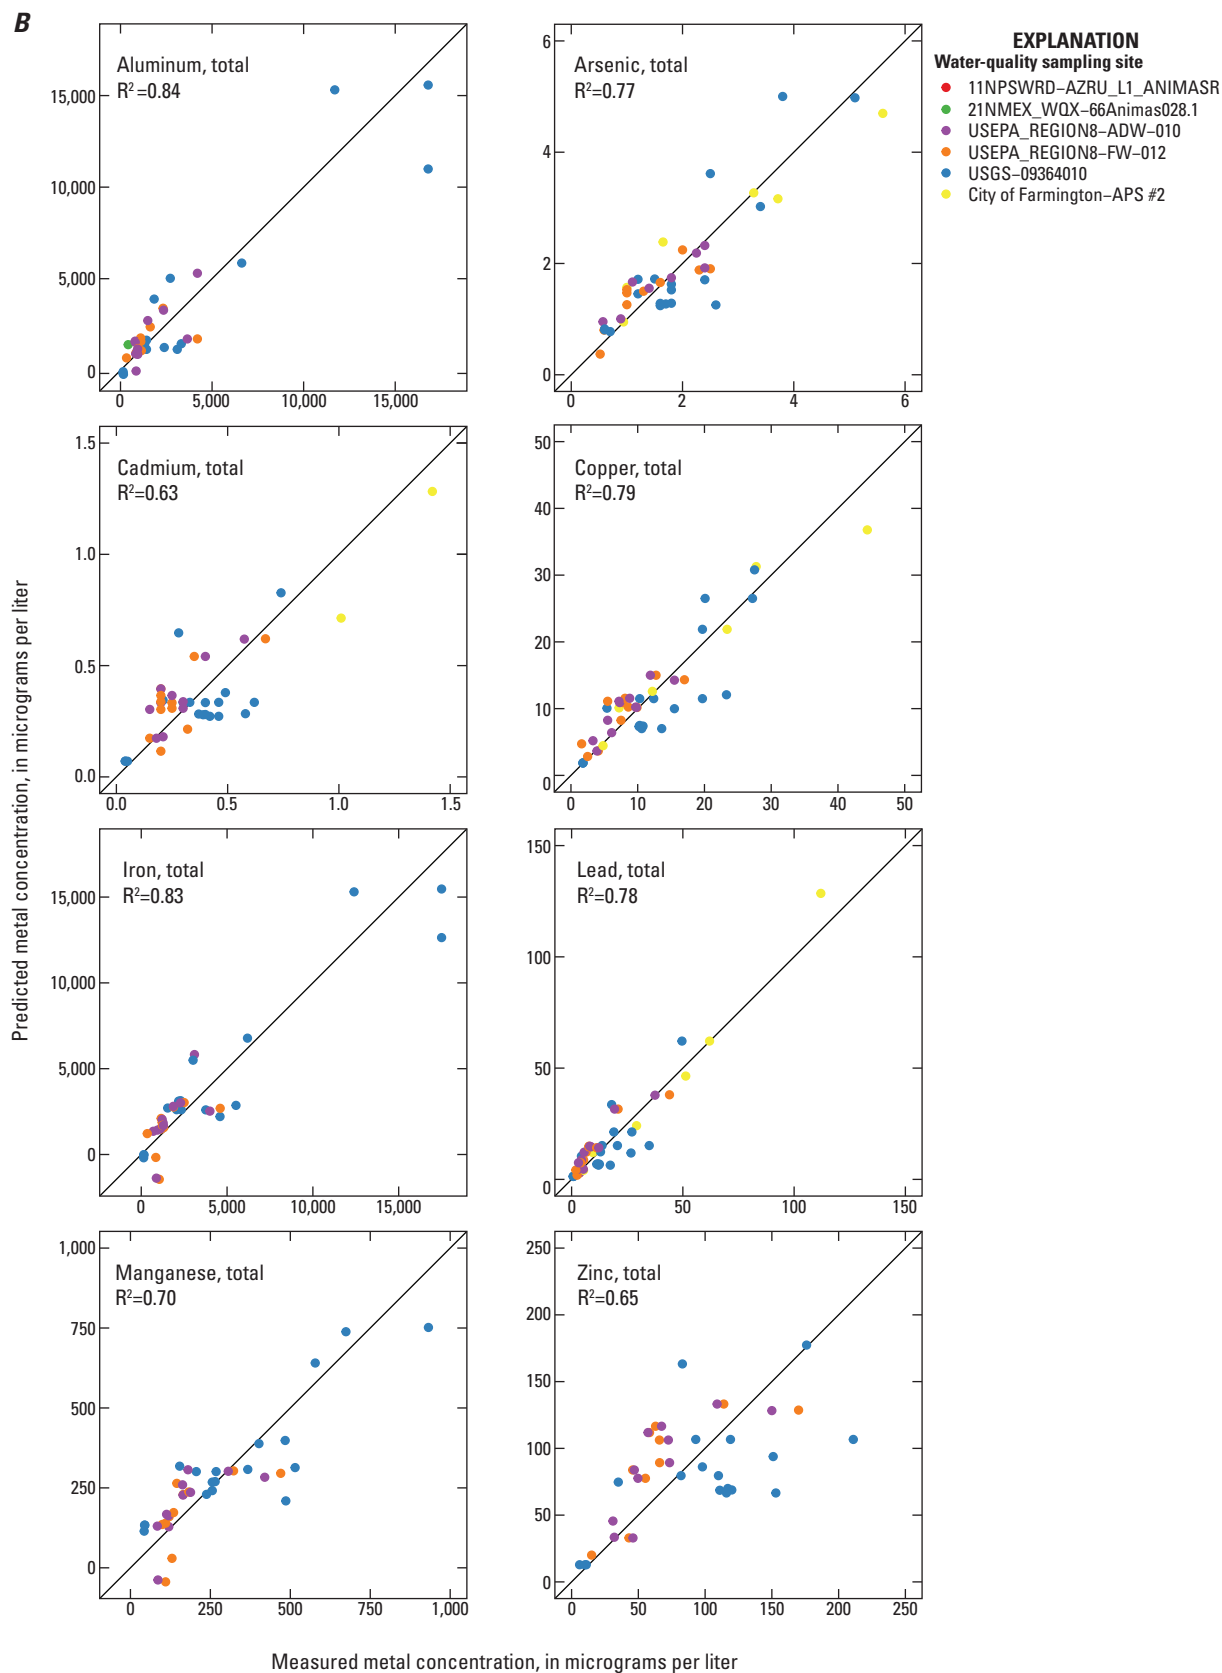 B
EXPLANATION
Water-quality sampling site
11NPSWRD–AZRU_L1_ANIMASR
21NMEX_WQX–66Animas028.1
USEPA_REGION8–ADW–010
USEPA_REGION8–FW–012
USGS–09364010
City of Farmington–APS #2
Predicted metal concentration, in micrograms per liter
Aluminum, total
R²=0.84
15,000
10,000
5,000
0
0 5,000 10,000 15,000
Arsenic, total
R²=0.77
6
4
2
0
0 2 4 6
Cadmium, total
R²=0.63
1.5
1.0
0.5
0.0
0.0 0.5 1.0 1.5
Copper, total
R²=0.79
50
40
30
20
10
0
0 10 20 30 40 50
Iron, total
R²=0.83
15,000
10,000
5,000
0
0 5,000 10,000 15,000
Lead, total
R²=0.78
150
100
50
0
0 50 100 150
Manganese, total
R²=0.70
1,000
750
500
250
0
0 250 500 750 1,000
Zinc, total
R²=0.65
250
200
150
100
50
0
0 50 100 150 200 250
Measured metal concentration, in micrograms per liter